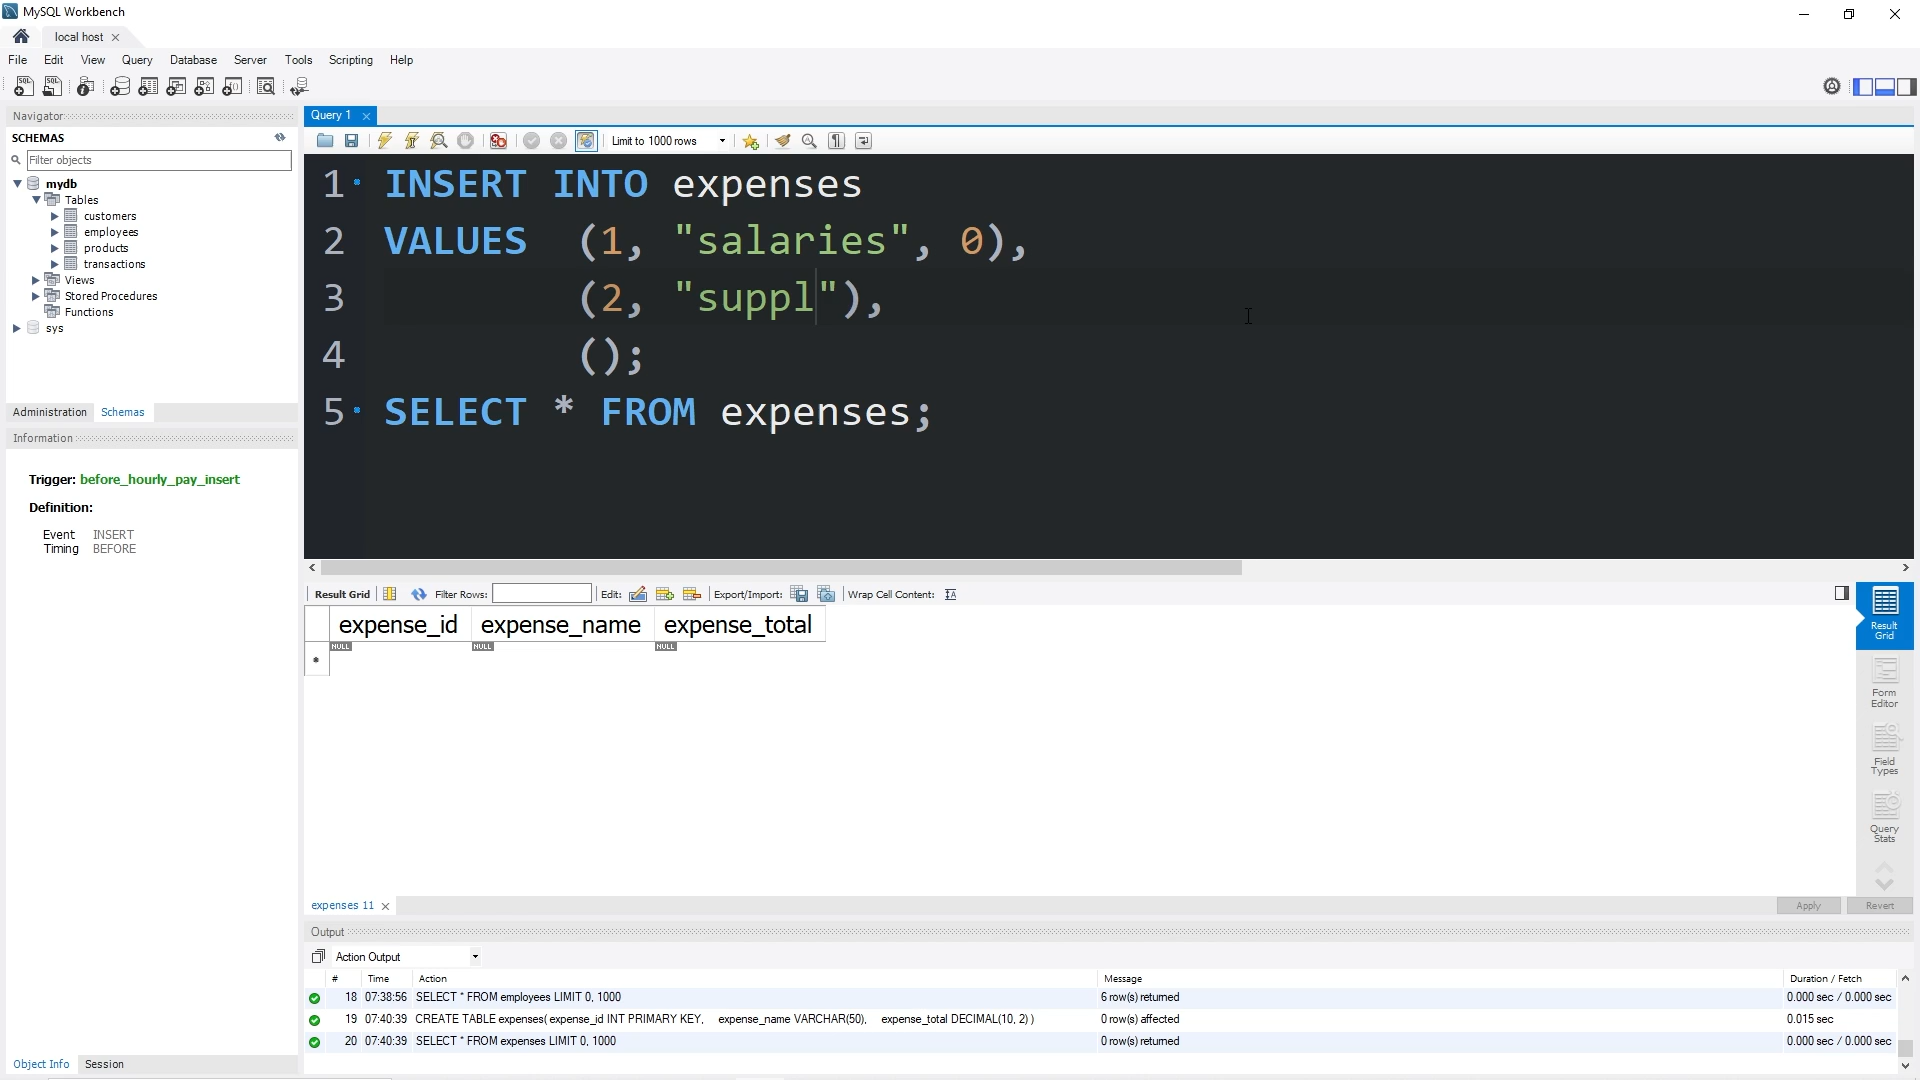 MySQL Workbench
local host
File Edit View Query Database Server Tools Scripting Help
Navigator
SCHEMAS
Filter objects
mydb
Tables
customers
employees
products
transactions
Views
Stored Procedures
Functions
sys
Administration Schemas
Information
Trigger: before_hourly_pay_insert
Definition:
Event INSERT
Timing BEFORE
Object Info Session
Query 1
Limit to 1000 rows
1 INSERT INTO expenses
2 VALUES (1, "salaries", 0),
3 (2, "suppl"),
4 ();
5 SELECT * FROM expenses;
Result Grid Filter Rows: Edit: Export/Import: Wrap Cell Content:
expense_id expense_name expense_total
NULL NULL NULL
Result Grid
Form Editor
Field Types
Query Stats
expenses 11 Apply Revert
Output
Action Output
# Time Action Message Duration / Fetch
18 07:38:56 SELECT * FROM employees LIMIT 0, 1000 6 row(s) returned 0.000 sec / 0.000 sec
19 07:40:39 CREATE TABLE expenses( expense_id INT PRIMARY KEY, expense_name VARCHAR(50), expense_total DECIMAL(10, 2) ) 0 row(s) affected 0.015 sec
20 07:40:39 SELECT * FROM expenses LIMIT 0, 1000 0 row(s) returned 0.000 sec / 0.000 sec